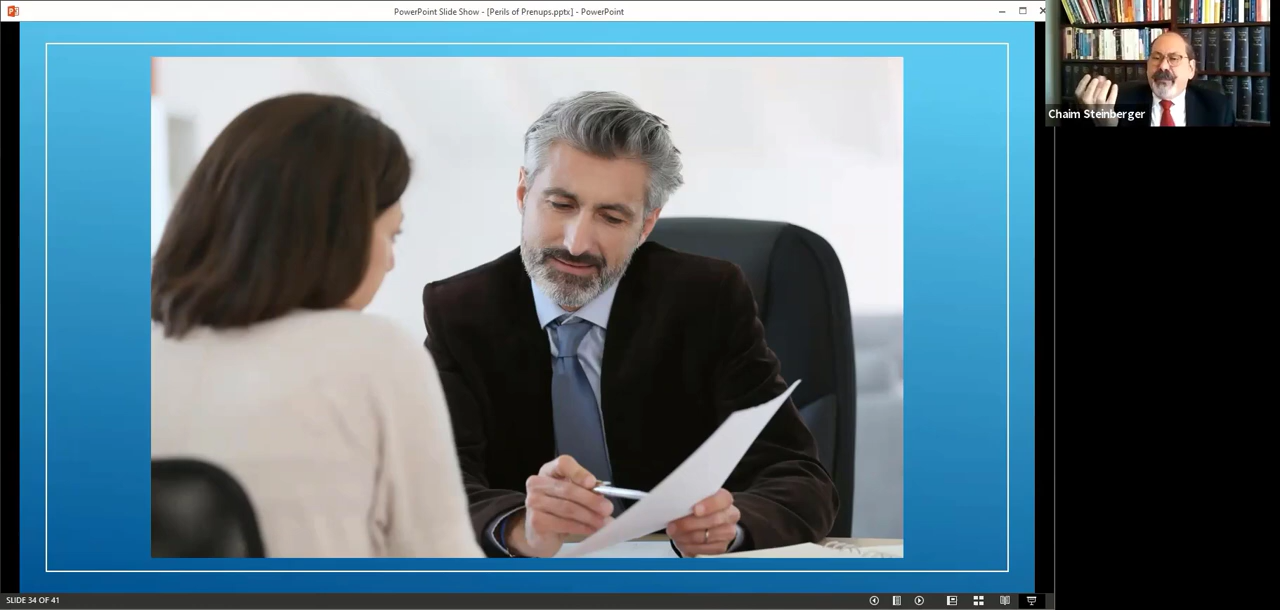 PowerPoint Slide Show - [Perils of Prenups.pptx] - PowerPoint
Chaim Steinberger
SLIDE 34 OF 41